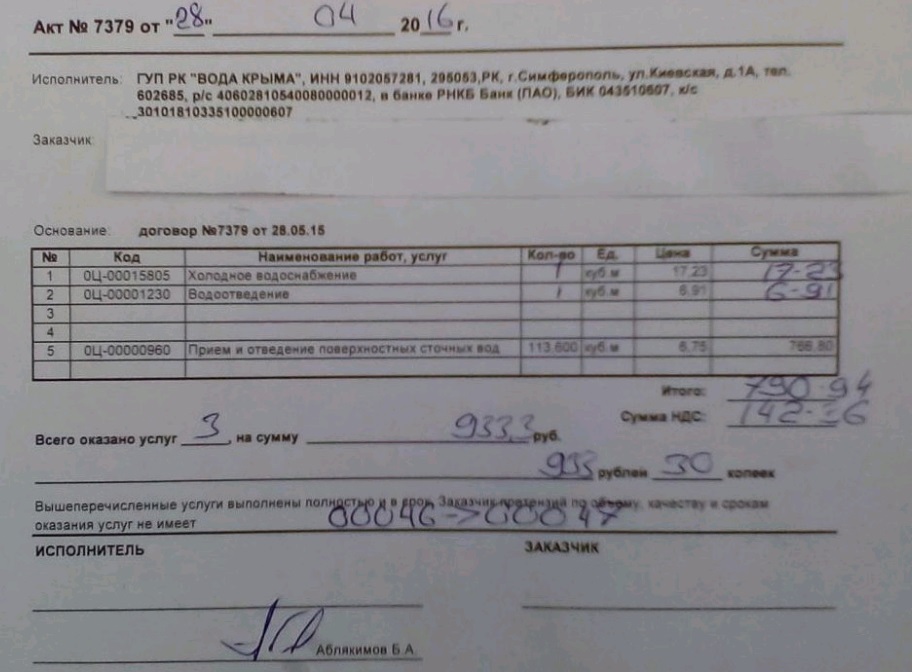 Акт № 7379 от "28" 04 2016 г.
Исполнитель: ГУП РК "ВОДА КРЫМА", ИНН 9102057281, 295053,РК, г.Симферополь, ул.Киевская, д.1А, тел.
602685, р/с 40602810540080000012, в банке РНКБ Банк (ПАО), БИК 043510607, к/с
30101810335100000607
Заказчик
Основание: договор №7379 от 28.05.15
№ Код Наименование работ, услуг Кол-во Ед. Цена Сумма
1 0Ц-00015805 Холодное водоснабжение 1 куб.м 17,23 17-23
2 0Ц-00001230 Водоотведение 1 куб.м 6,91 6-91
3
4
5 0Ц-00000960 Прием и отведение поверхностных сточных вод 113,600 куб.м 6,75 766,80
Итого: 790-94
Сумма НДС: 142-36
Всего оказано услуг 3, на сумму 933,3 руб.
933 рублей 30 копеек
Вышеперечисленные услуги выполнены полностью и в срок. Заказчик претензий по объему, качеству и срокам
оказания услуг не имеет 00046->00047
ИСПОЛНИТЕЛЬ ЗАКАЗЧИК
Аблякимов Б.А.